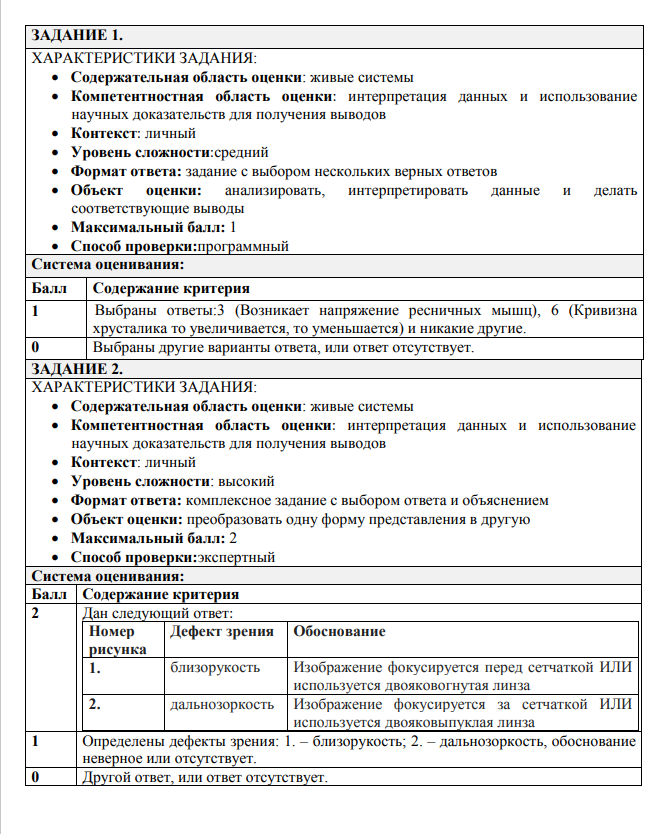 ЗАДАНИЕ 1.
ХАРАКТЕРИСТИКИ ЗАДАНИЯ:
• Содержательная область оценки: живые системы
• Компетентностная область оценки: интерпретация данных и использование
научных доказательств для получения выводов
• Контекст: личный
• Уровень сложности:средний
• Формат ответа: задание с выбором нескольких верных ответов
• Объект оценки: анализировать, интерпретировать данные и делать
соответствующие выводы
• Максимальный балл: 1
• Способ проверки:программный
Система оценивания:
Балл Содержание критерия
1 Выбраны ответы:3 (Возникает напряжение ресничных мышц), 6 (Кривизна
хрусталика то увеличивается, то уменьшается) и никакие другие.
0 Выбраны другие варианты ответа, или ответ отсутствует.
ЗАДАНИЕ 2.
ХАРАКТЕРИСТИКИ ЗАДАНИЯ:
• Содержательная область оценки: живые системы
• Компетентностная область оценки: интерпретация данных и использование
научных доказательств для получения выводов
• Контекст: личный
• Уровень сложности: высокий
• Формат ответа: комплексное задание с выбором ответа и объяснением
• Объект оценки: преобразовать одну форму представления в другую
• Максимальный балл: 2
• Способ проверки:экспертный
Система оценивания:
Балл Содержание критерия
2 Дан следующий ответ:
Номер Дефект зрения Обоснование
рисунка
1. близорукость Изображение фокусируется перед сетчаткой ИЛИ
используется двояковогнутая линза
2. дальнозоркость Изображение фокусируется за сетчаткой ИЛИ
используется двояковыпуклая линза
1 Определены дефекты зрения: 1. – близорукость; 2. – дальнозоркость, обоснование
неверное или отсутствует.
0 Другой ответ, или ответ отсутствует.